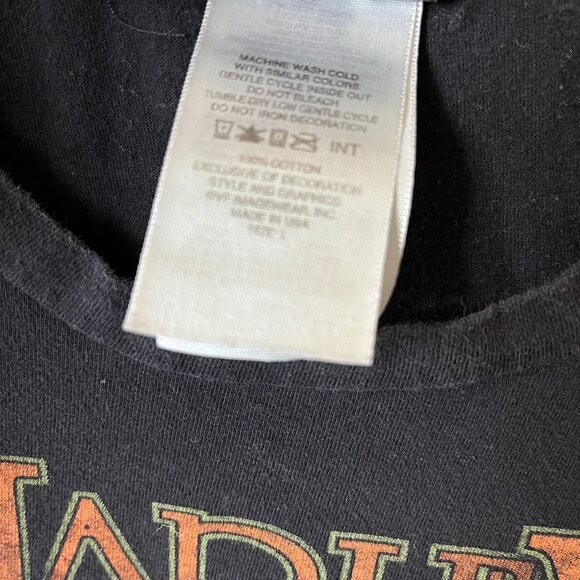 MACHINE WASH COLD
WITH SIMILAR COLORS
GENTLE CYCLE INSIDE OUT
DO NOT BLEACH
TUMBLE DRY LOW GENTLE CYCLE
DO NOT IRON DECORATION
INT
100% COTTON
EXCLUSIVE OF DECORATION
STYLE AND GRAPHICS
GVF IMAGEWEAR, INC.
MADE IN USA
SIZE: L